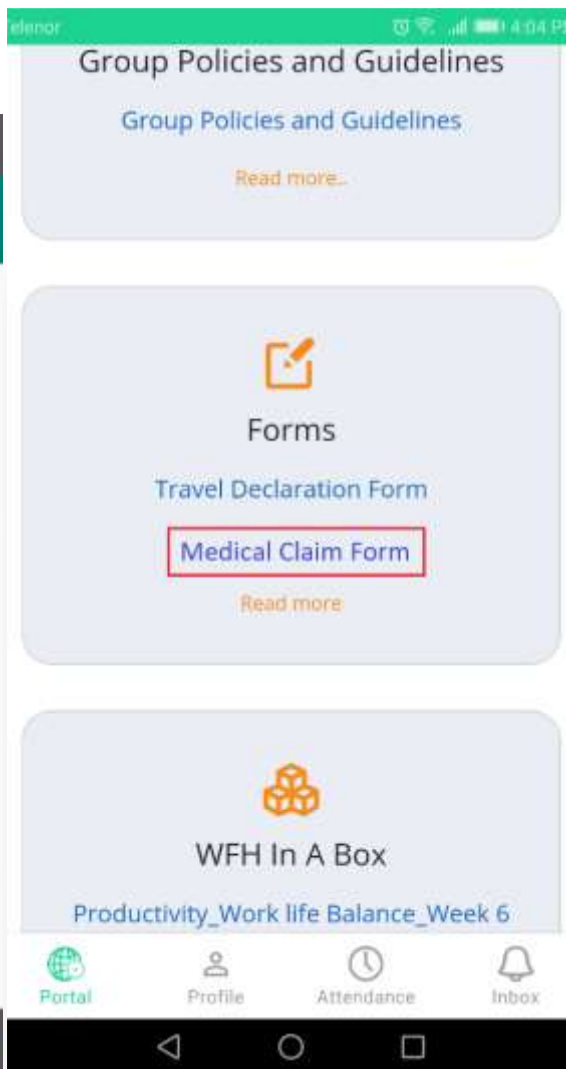 elenor 4:04 PM
Group Policies and Guidelines
Group Policies and Guidelines
Read more..
Forms
Travel Declaration Form
Medical Claim Form
Read more
WFH In A Box
Productivity_Work life Balance_Week 6
Portal Profile Attendance Inbox